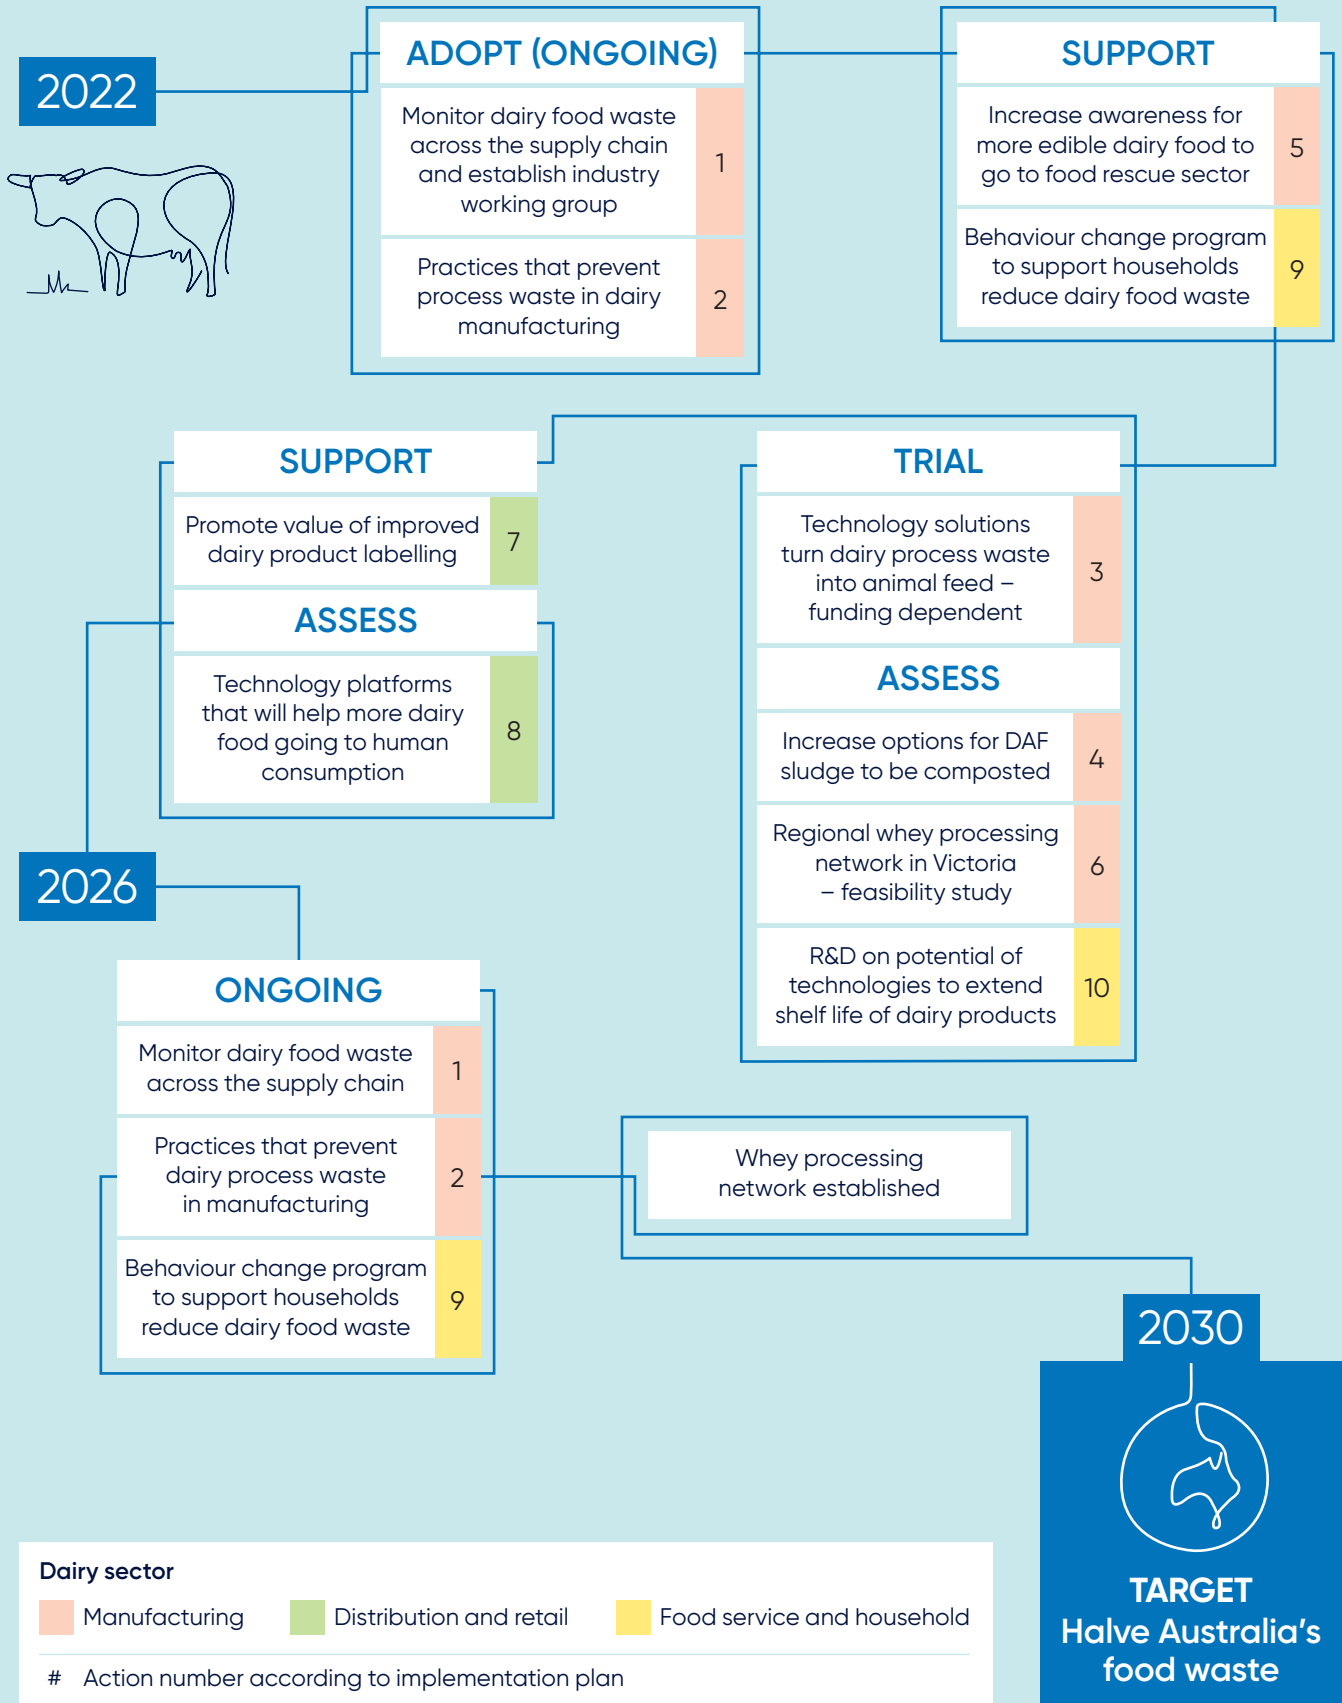 2022
ADOPT (ONGOING)
Monitor dairy food waste
across the supply chain
and establish industry
working group
1
Practices that prevent
process waste in dairy
manufacturing
2
SUPPORT
Increase awareness for
more edible dairy food to
go to food rescue sector
5
Behaviour change program
to support households
reduce dairy food waste
9
TRIAL
Technology solutions
turn dairy process waste
into animal feed –
funding dependent
3
ASSESS
Increase options for DAF
sludge to be composted
4
Regional whey processing
network in Victoria
– feasibility study
6
R&D on potential of
technologies to extend
shelf life of dairy products
10
SUPPORT
Promote value of improved
dairy product labelling
7
ASSESS
Technology platforms
that will help more dairy
food going to human
consumption
8
2026
ONGOING
Monitor dairy food waste
across the supply chain
1
Practices that prevent
dairy process waste
in manufacturing
2
Behaviour change program
to support households
reduce dairy food waste
9
Whey processing
network established
2030
TARGET
Halve Australia's
food waste
Dairy sector
Manufacturing
Distribution and retail
Food service and household
# Action number according to implementation plan